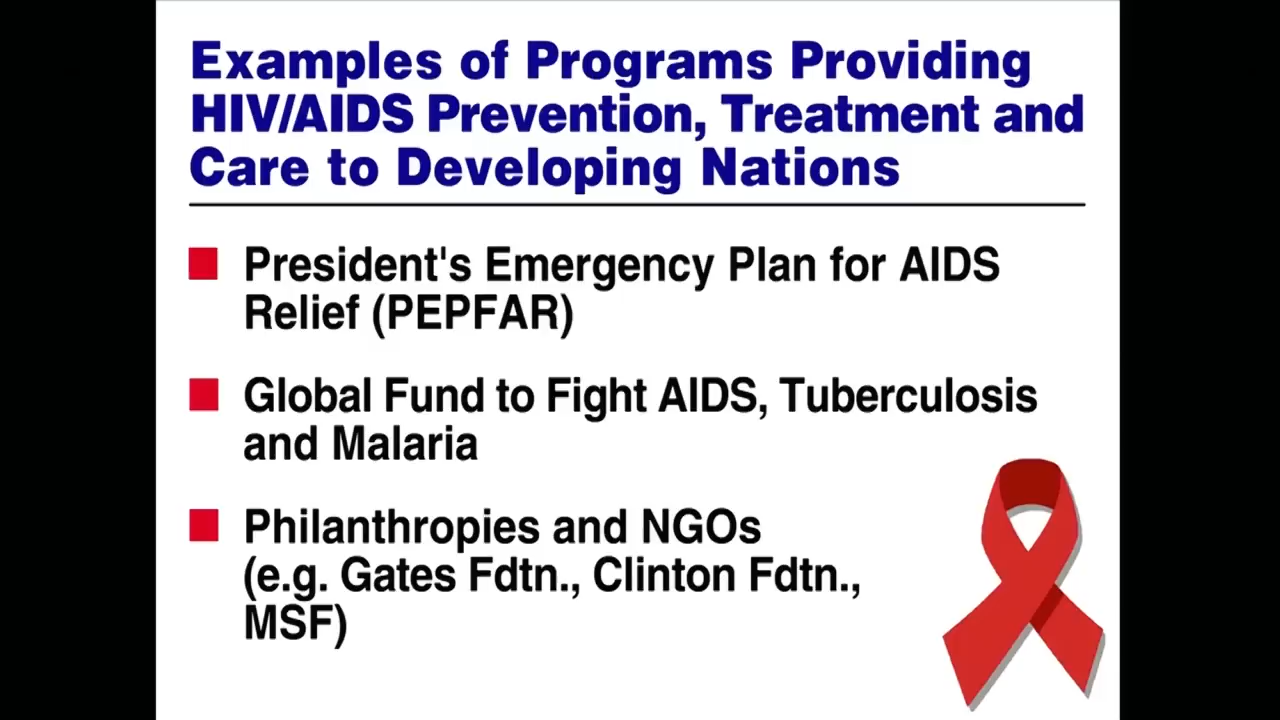 Examples of Programs Providing
HIV/AIDS Prevention, Treatment and
Care to Developing Nations
President's Emergency Plan for AIDS
Relief (PEPFAR)
Global Fund to Fight AIDS, Tuberculosis
and Malaria
Philanthropies and NGOs
(e.g. Gates Fdtn., Clinton Fdtn.,
MSF)